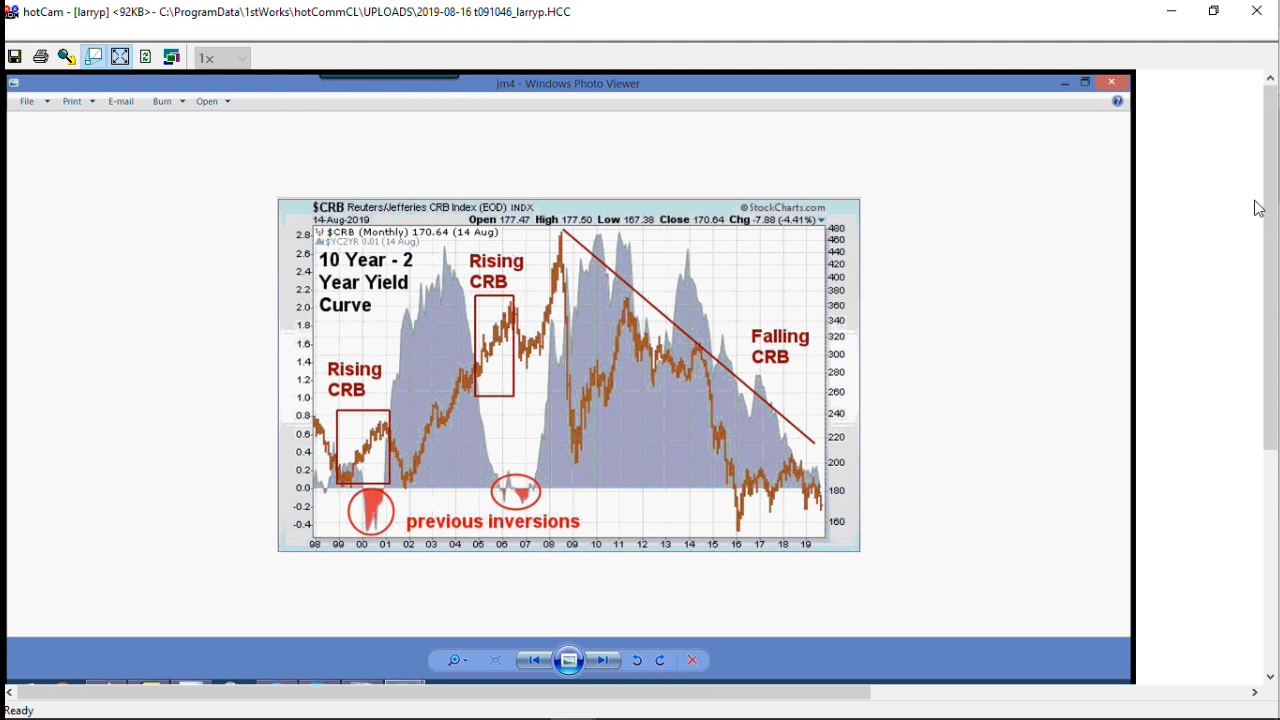 hotCam - [larryp] <92KB> - C:\ProgramData\1stWorks\hotCommCL\UPLOADS\2019-08-16 t091046_larryp.HCC
1x
jm4 - Windows Photo Viewer
File Print E-mail Burn Open
$CRB Reuters/Jefferies CRB Index (EOD) INDX ©StockCharts.com
14-Aug-2019 Open 177.47 High 177.50 Low 167.38 Close 170.64 Chg -7.88 (-4.41%)
$CRB (Monthly) 170.64 (14 Aug)
$YC2YR 0.01 (14 Aug)
10 Year - 2
Year Yield
Curve
Rising
CRB
Rising
CRB
Falling
CRB
previous inversions
2.8
2.6
2.4
2.2
2.0
1.8
1.6
1.4
1.2
1.0
0.8
0.6
0.4
0.2
0.0
-0.2
-0.4
480
460
440
420
400
380
360
340
320
300
280
260
240
220
200
180
160
98 99 00 01 02 03 04 05 06 07 08 09 10 11 12 13 14 15 16 17 18 19
Ready